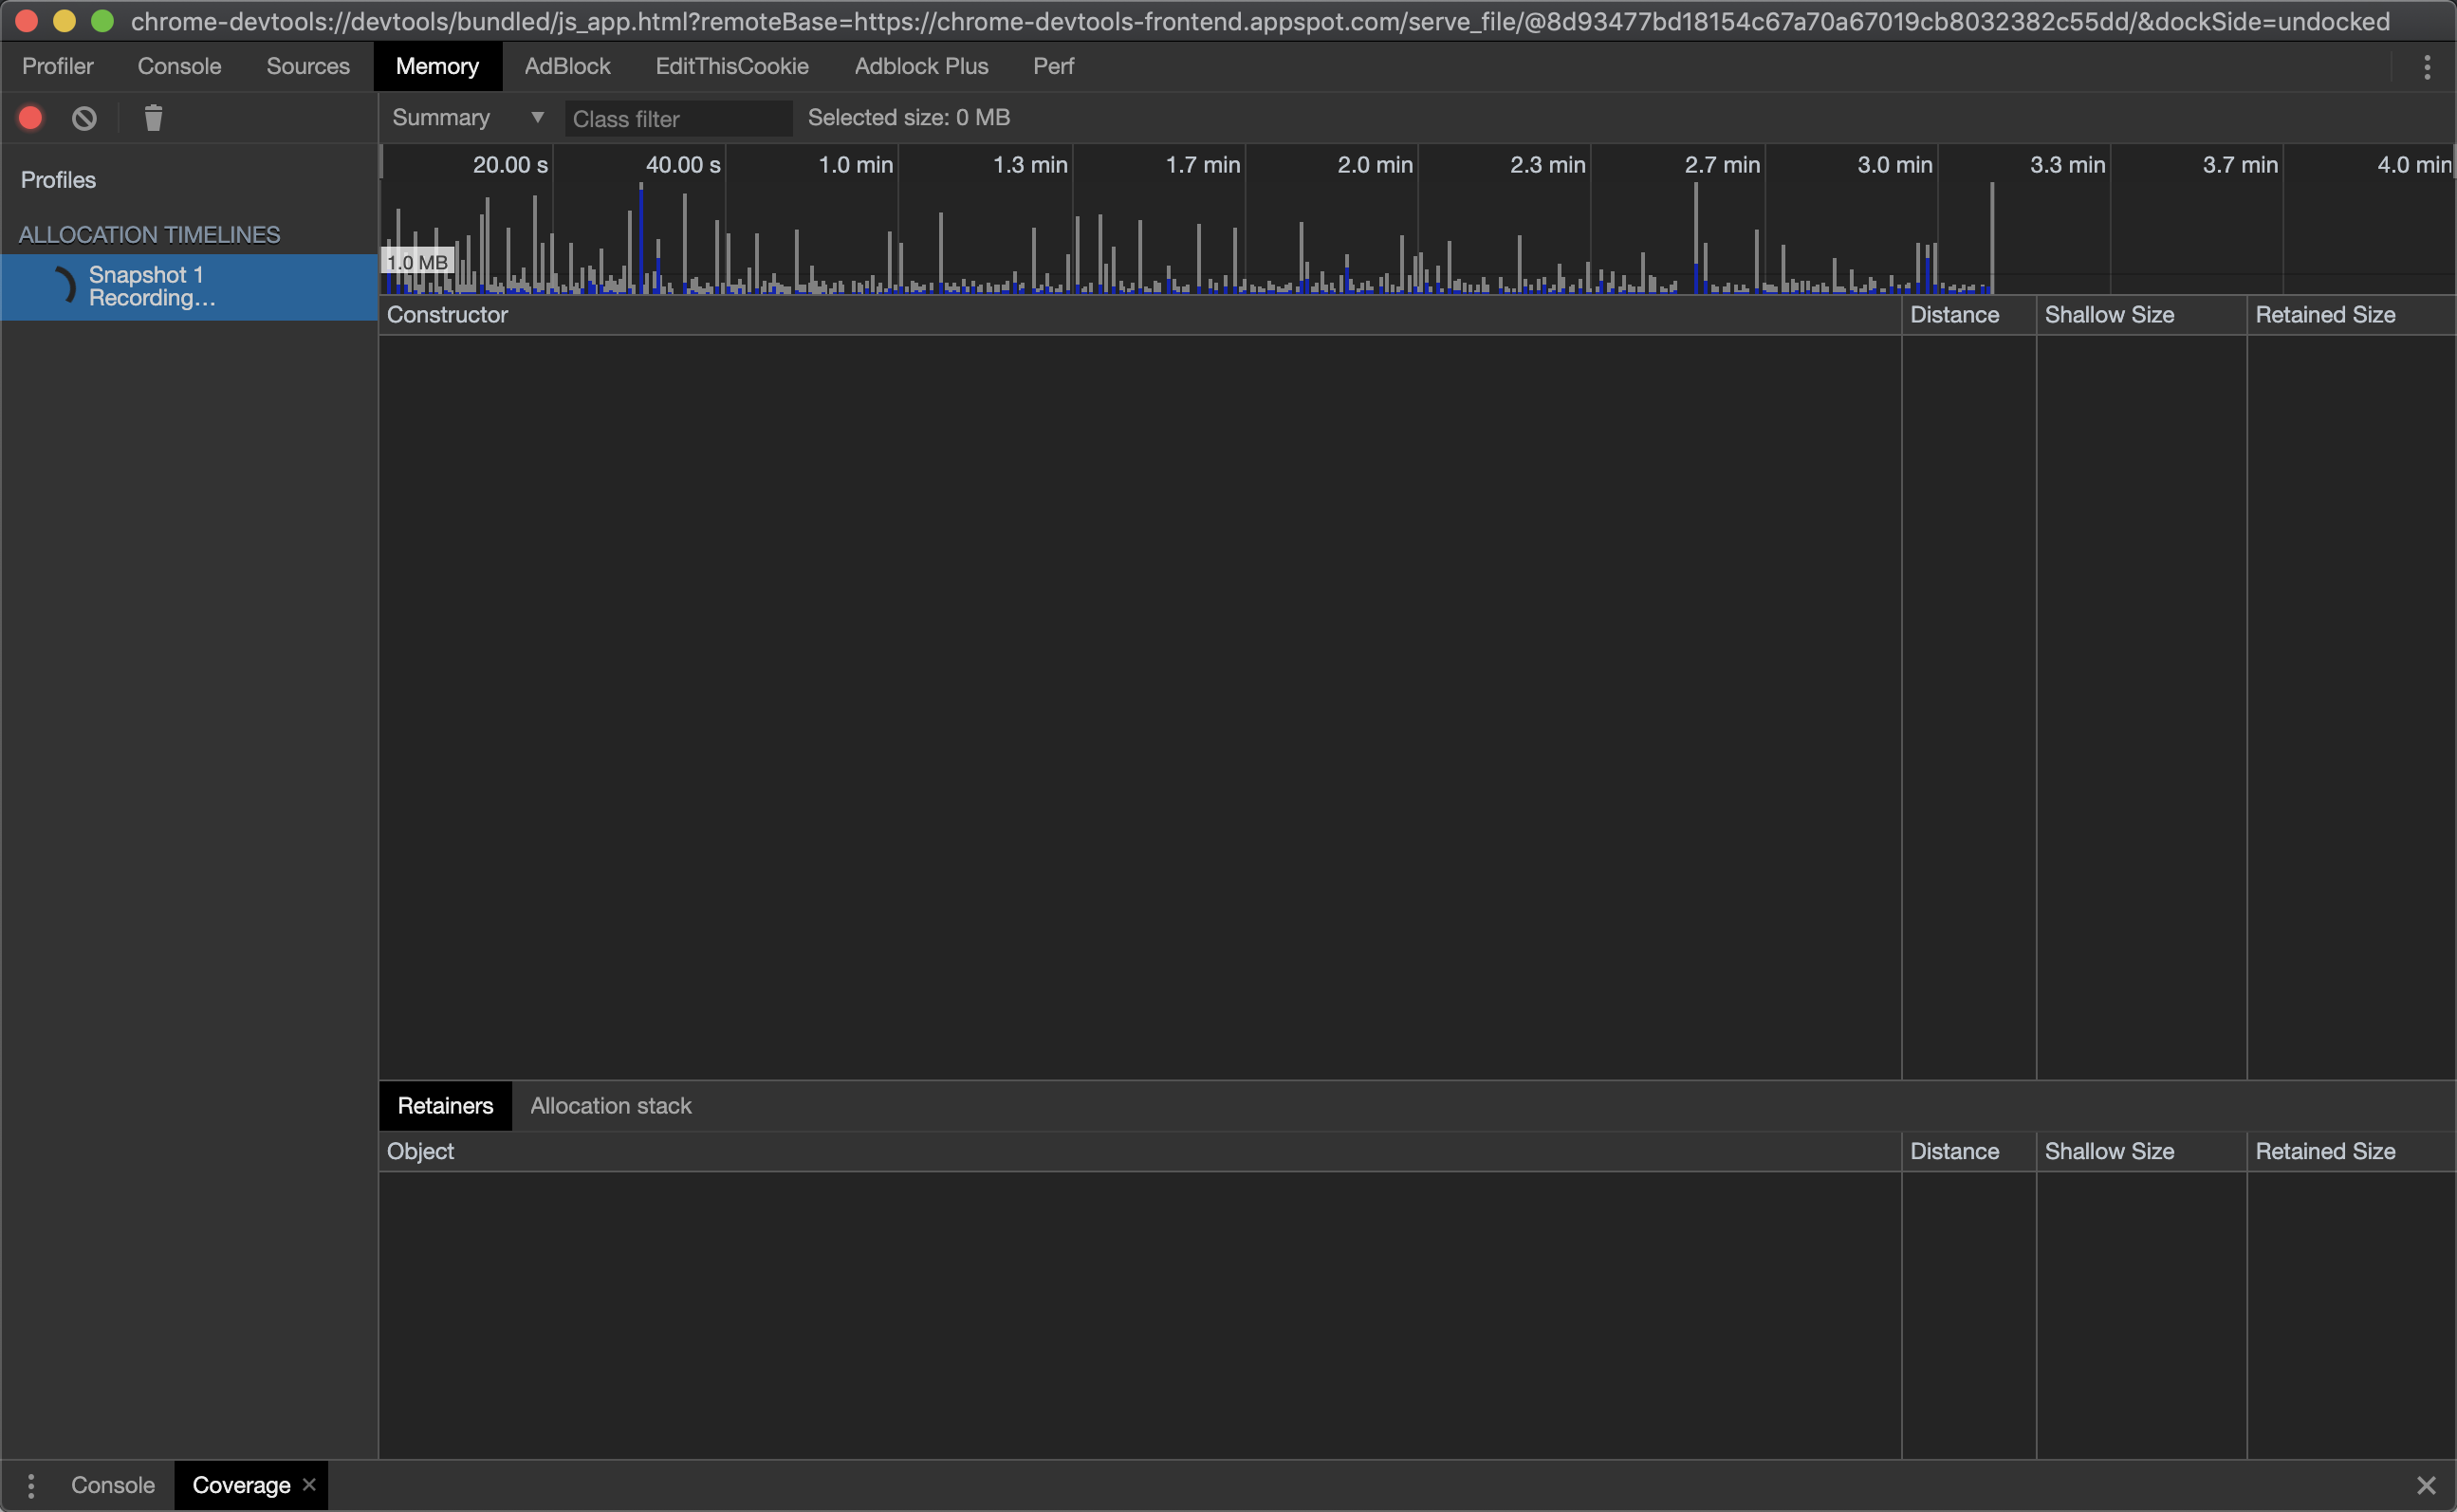 chrome-devtools://devtools/bundled/js_app.html?remoteBase=https://chrome-devtools-frontend.appspot.com/serve_file/@8d93477bd18154c67a70a67019cb8032382c55dd/&dockSide=undocked
Profiler Console Sources Memory AdBlock EditThisCookie Adblock Plus Perf
Summary Class filter Selected size: 0 MB
20.00 s 40.00 s 1.0 min 1.3 min 1.7 min 2.0 min 2.3 min 2.7 min 3.0 min 3.3 min 3.7 min 4.0 min
Profiles
ALLOCATION TIMELINES
1.0 MB
Snapshot 1
Recording…
Constructor Distance Shallow Size Retained Size
Retainers Allocation stack
Object Distance Shallow Size Retained Size
Console Coverage